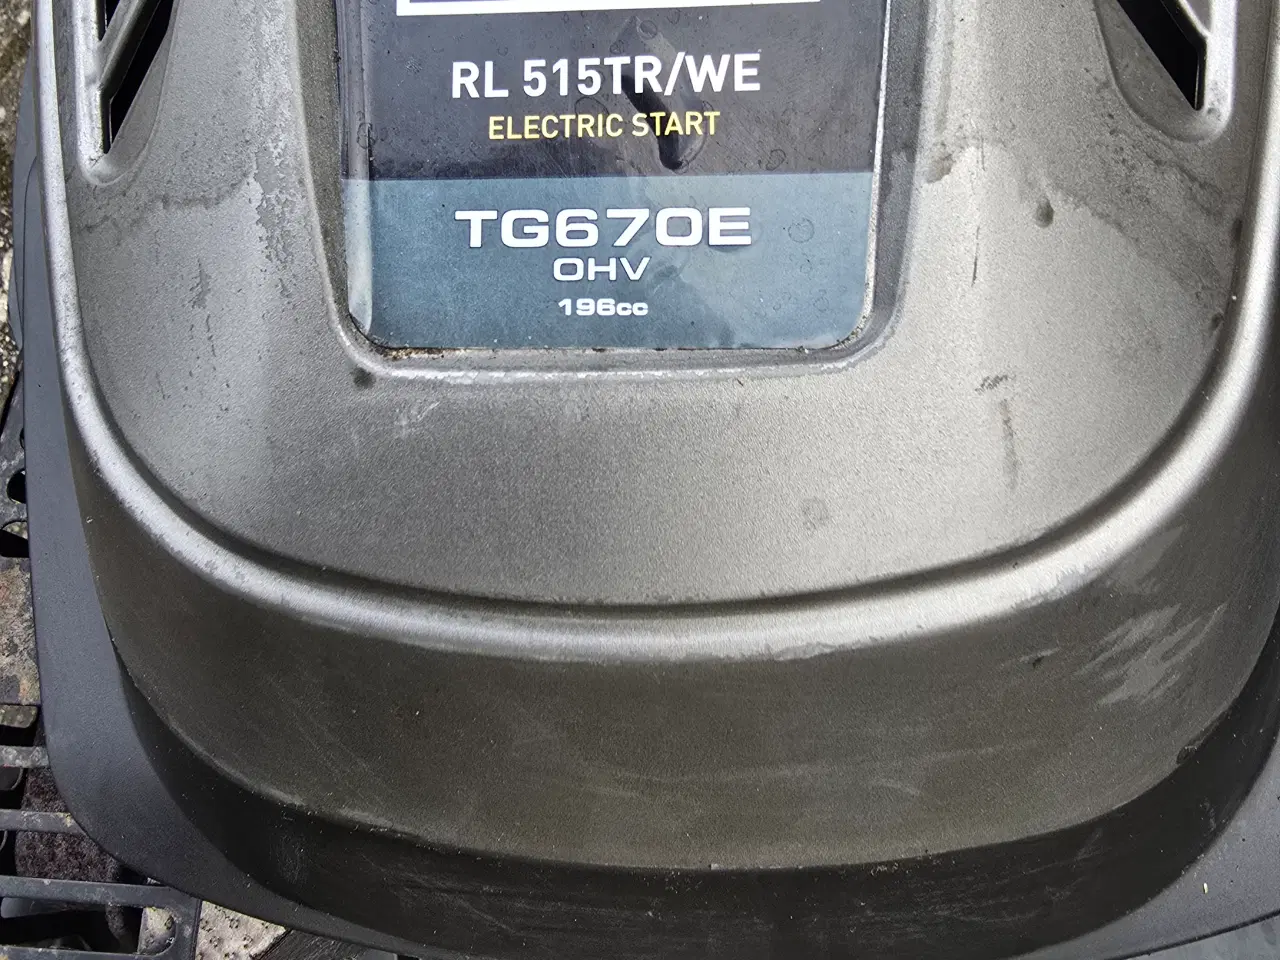 RL 515TR/WE
ELECTRIC START
TG670E
OHV
196cc